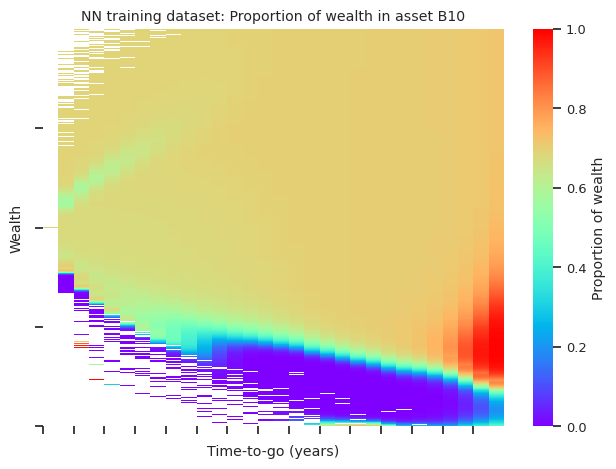 NN training dataset: Proportion of wealth in asset B10
Wealth
Time-to-go (years)
1.0
0.8
0.6
0.4
0.2
0.0
Proportion of wealth